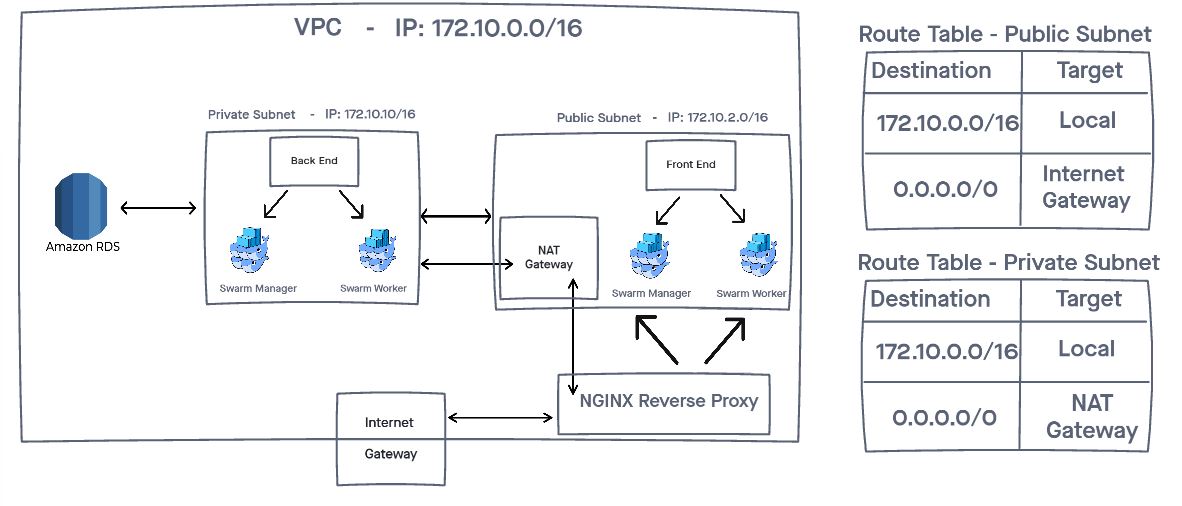 VPC - IP: 172.10.0.0/16
Private Subnet - IP: 172.10.10/16
Back End
Swarm Manager
Swarm Worker
Amazon RDS
Public Subnet - IP: 172.10.2.0/16
Front End
NAT
Gateway
Swarm Manager
Swarm Worker
NGINX Reverse Proxy
Internet
Gateway
Route Table - Public Subnet
Destination Target
172.10.0.0/16 Local
0.0.0.0/0 Internet
Gateway
Route Table - Private Subnet
Destination Target
172.10.0.0/16 Local
0.0.0.0/0 NAT
Gateway